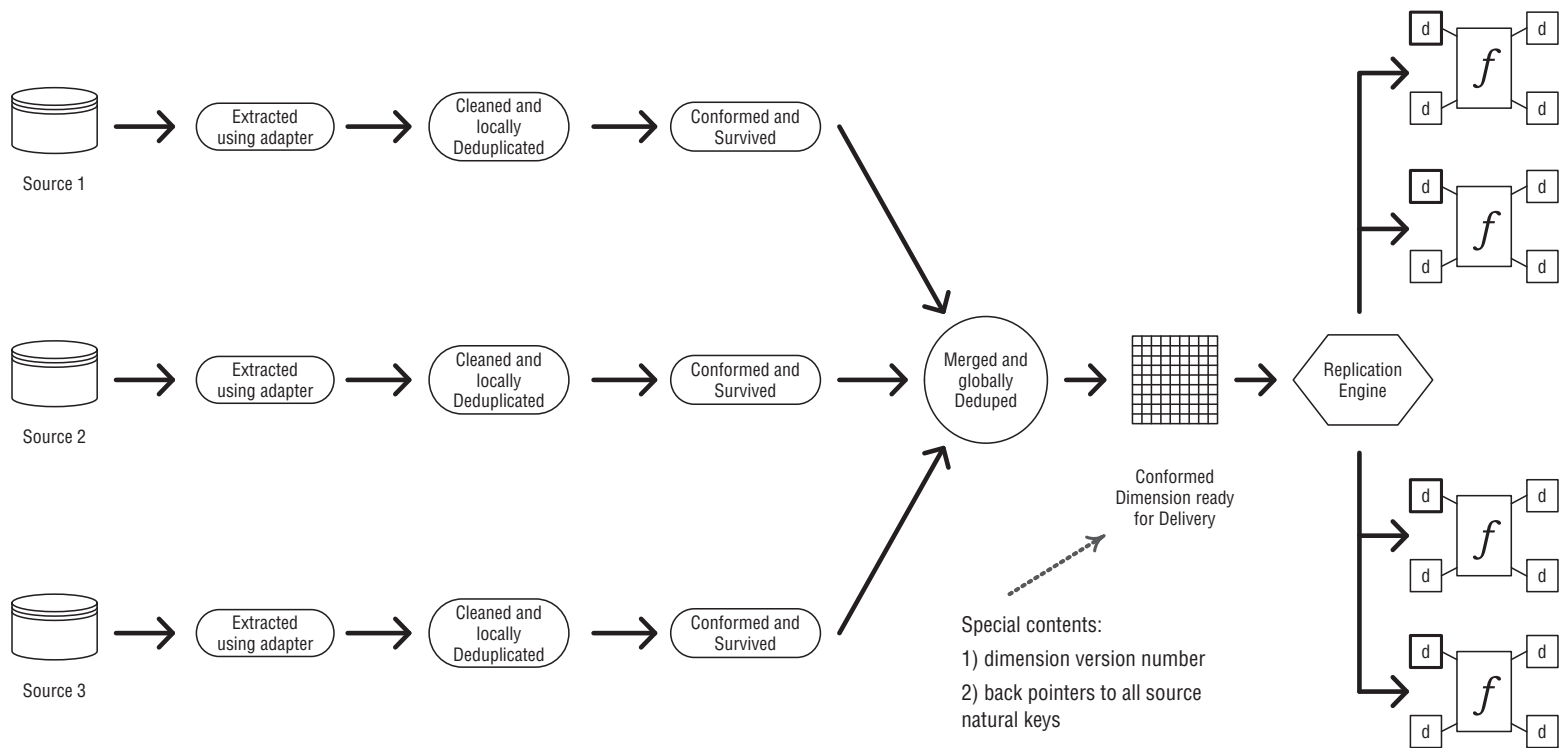 Source 1
Extracted
using adapter
Cleaned and
locally
Deduplicated
Conformed and
Survived
Source 2
Extracted
using adapter
Cleaned and
locally
Deduplicated
Conformed and
Survived
Source 3
Extracted
using adapter
Cleaned and
locally
Deduplicated
Conformed and
Survived
Merged and
globally
Deduped
Conformed
Dimension ready
for Delivery
Special contents:
1) dimension version number
2) back pointers to all source
natural keys
Replication
Engine
d
d
f
d
d
d
d
f
d
d
d
d
f
d
d
d
d
f
d
d